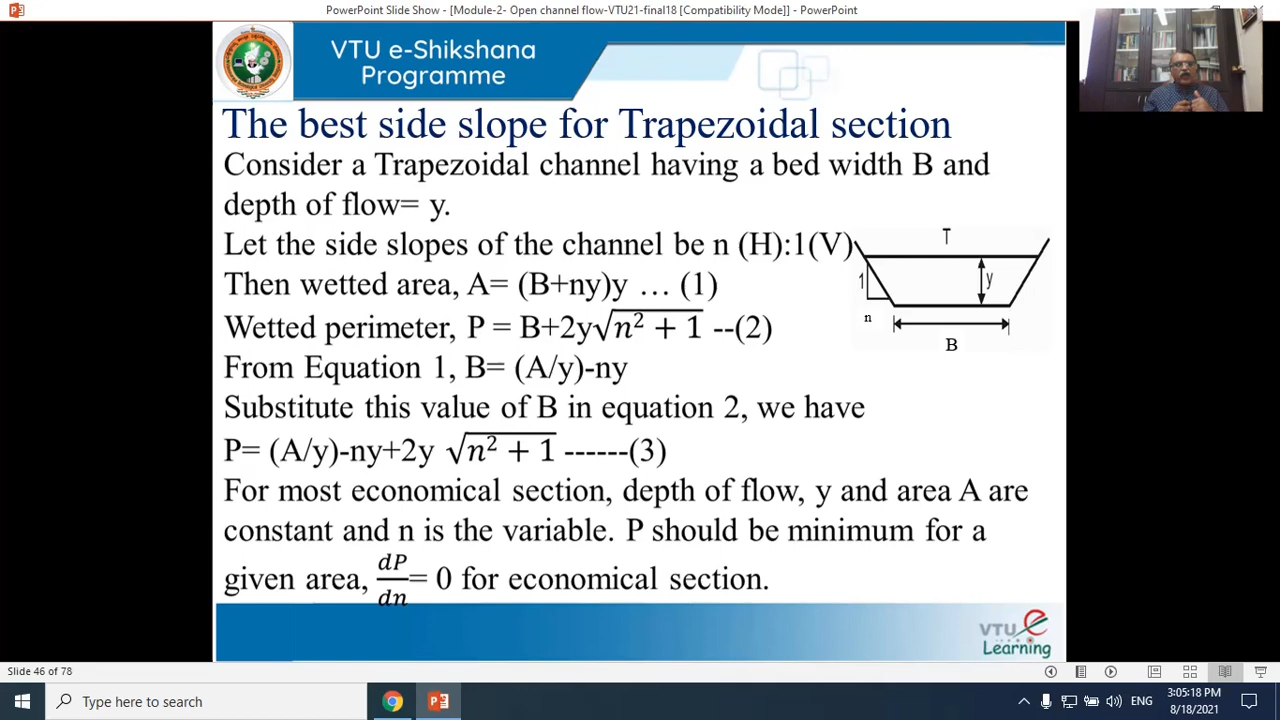 PowerPoint Slide Show - [Module-2- Open channel flow-VTU21-final18 [Compatibility Mode]] - PowerPoint
VTU e-Shikshana
Programme
The best side slope for Trapezoidal section
Consider a Trapezoidal channel having a bed width B and
depth of flow= y.
Let the side slopes of the channel be n (H):1(V)
Then wetted area, A= (B+ny)y … (1)
Wetted perimeter, P = B+2y√n² + 1 --(2)
From Equation 1, B= (A/y)-ny
Substitute this value of B in equation 2, we have
P= (A/y)-ny+2y √n² + 1 ------(3)
For most economical section, depth of flow, y and area A are
constant and n is the variable. P should be minimum for a
given area, dP/dn= 0 for economical section.
T
1
y
n
B
VTU e
Learning
Slide 46 of 78
Type here to search
ENG
3:05:18 PM
8/18/2021